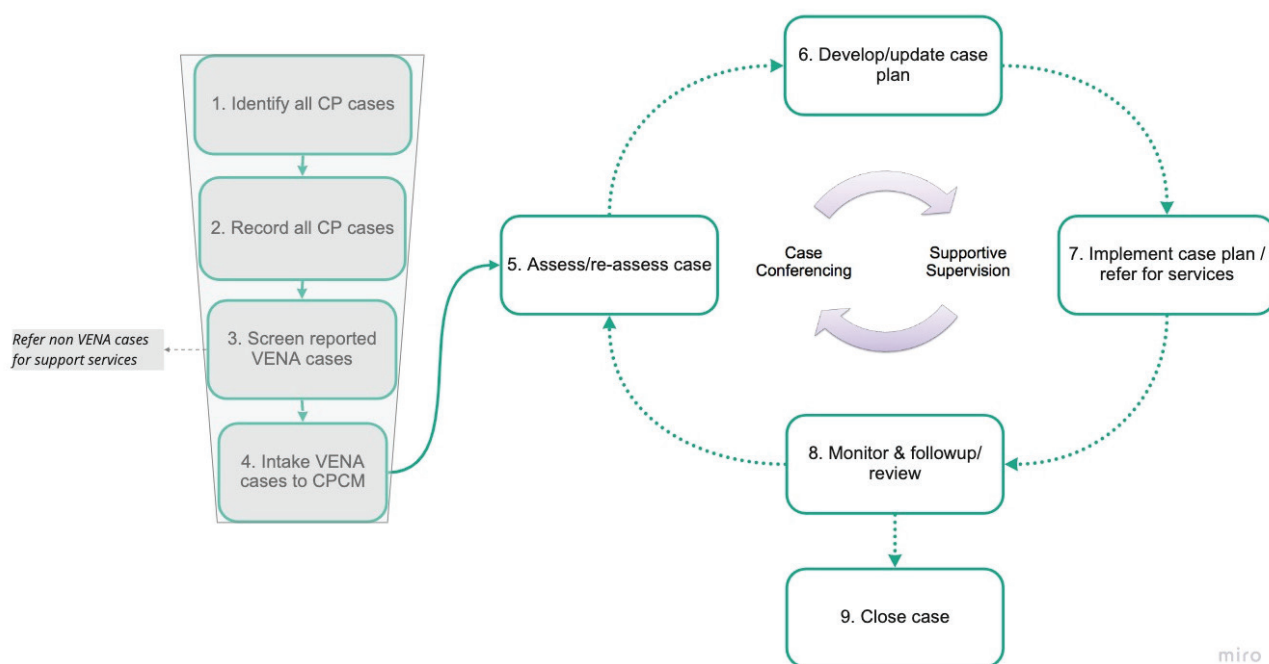 1. Identify all CP cases
2. Record all CP cases
3. Screen reported
VENA cases
Refer non VENA cases
for support services
4. Intake VENA
cases to CPCM
5. Assess/re-assess case
6. Develop/update case
plan
7. Implement case plan /
refer for services
8. Monitor & followup/
review
9. Close case
Case
Conferencing
Supportive
Supervision
miro